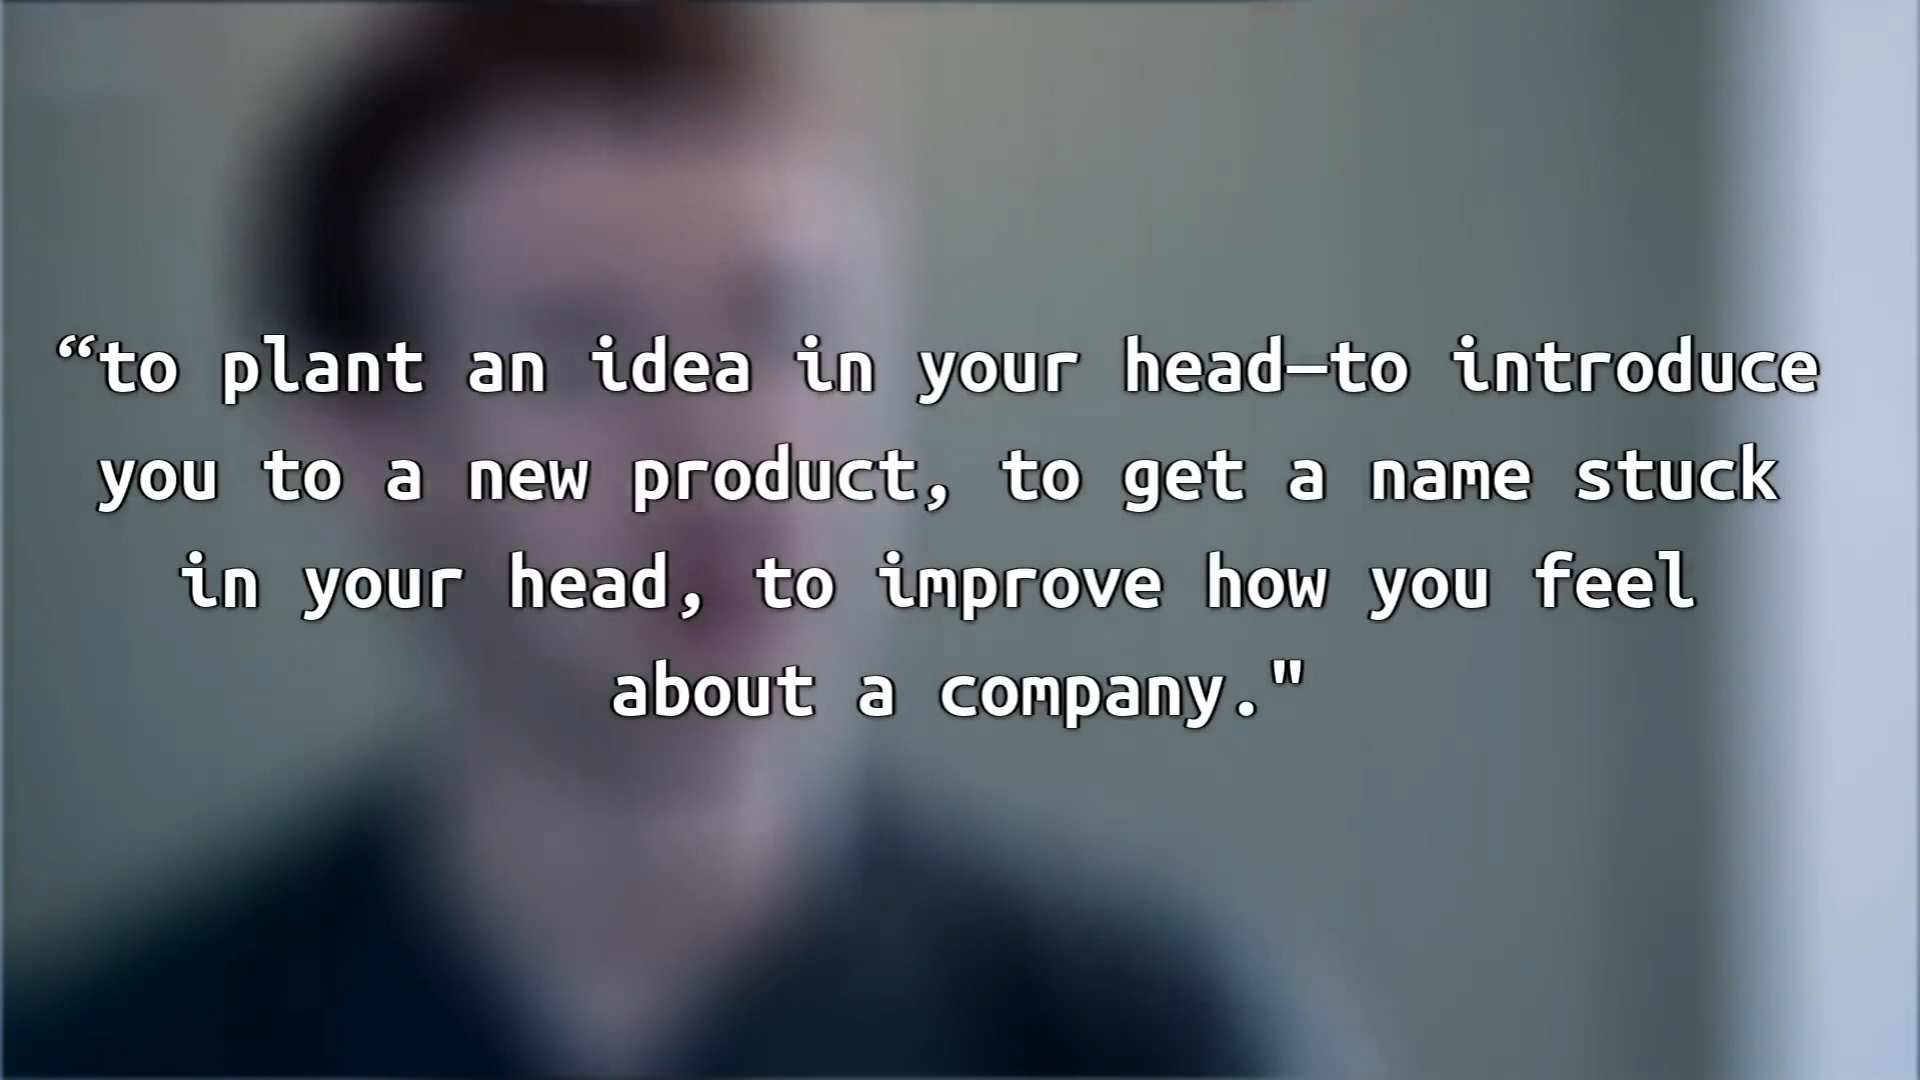 “to plant an idea in your head—to introduce
you to a new product, to get a name stuck
in your head, to improve how you feel
about a company."